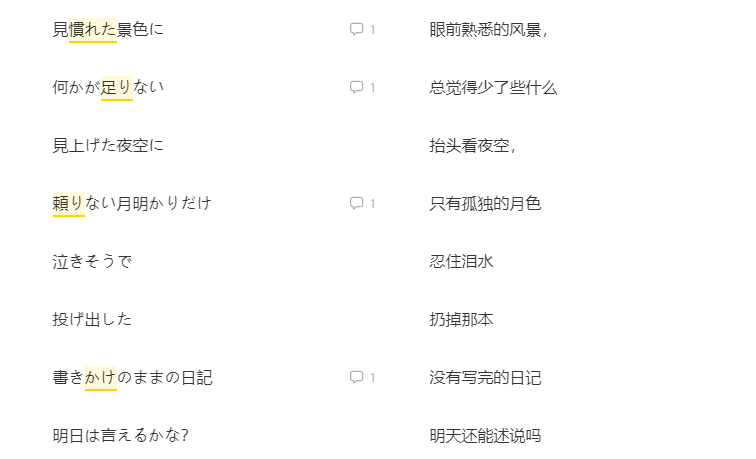 見慣れた景色に 1 眼前熟悉的风景，
何かが足りない 1 总觉得少了些什么
見上げた夜空に 抬头看夜空，
頼りない月明かりだけ 1 只有孤独的月色
泣きそうで 忍住泪水
投げ出した 扔掉那本
書きかけのままの日記 1 没有写完的日记
明日は言えるかな？ 明天还能述说吗